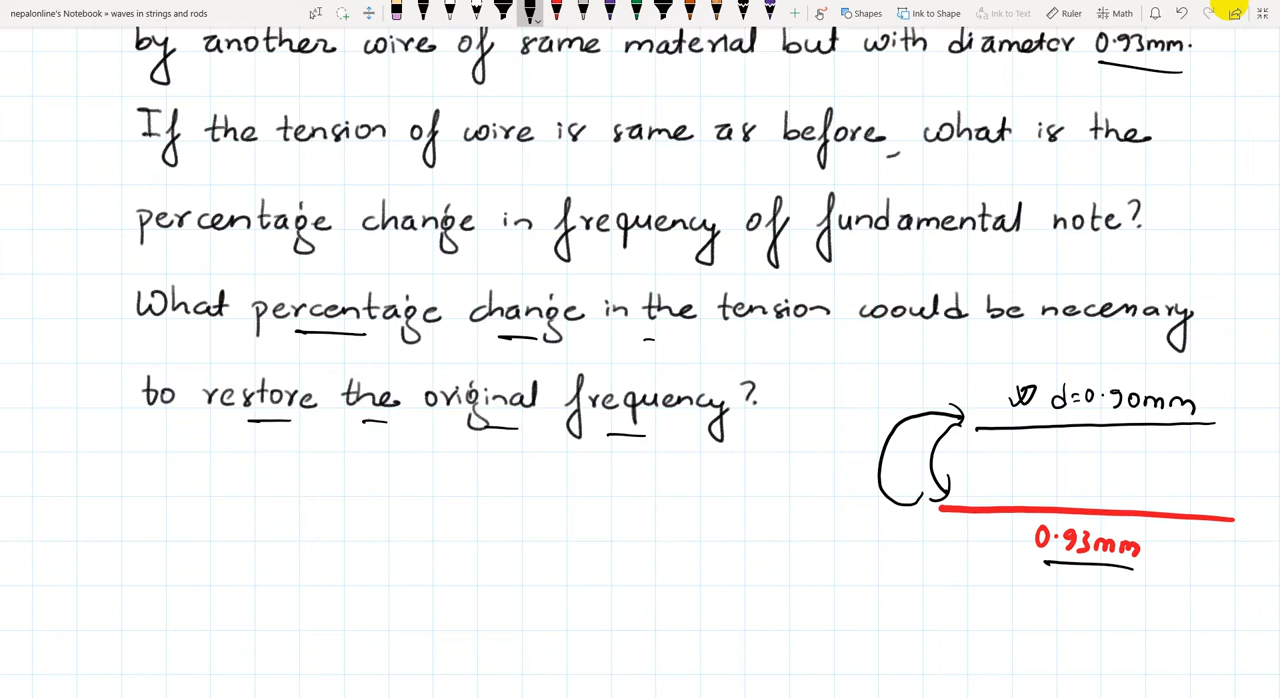 nepalonline's Notebook » waves in strings and rods
Shapes
Ink to Shape
Ink to Text
Ruler
Math
by another wire of same material but with diameter 0.93mm.
If the tension of wire is same as before, what is the
percentage change in frequency of fundamental note?
What percentage change in the tension would be necessary
to restore the original frequency?
d=0.90mm
0.93mm